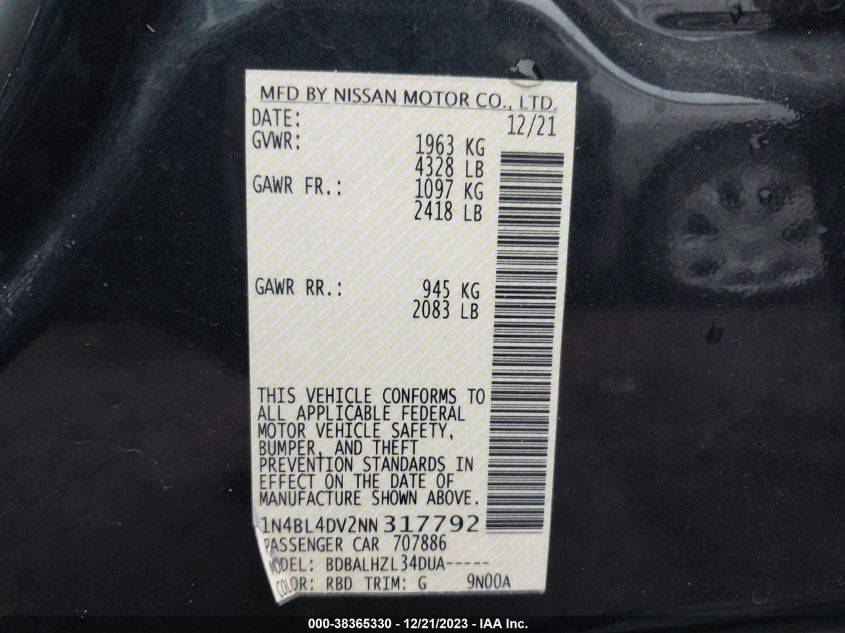 MFD BY NISSAN MOTOR CO., LTD.
DATE: 12/21
GVWR: 1963 KG
4328 LB
GAWR FR.: 1097 KG
2418 LB
GAWR RR.: 945 KG
2083 LB
THIS VEHICLE CONFORMS TO
ALL APPLICABLE FEDERAL
MOTOR VEHICLE SAFETY,
BUMPER, AND THEFT
PREVENTION STANDARDS IN
EFFECT ON THE DATE OF
MANUFACTURE SHOWN ABOVE.
1N4BL4DV2NN317792
PASSENGER CAR 707886
MODEL: BDBALHZL34DUA-----
COLOR: RBD TRIM: G 9N00A
000-38365330 - 12/21/2023 - IAA Inc.